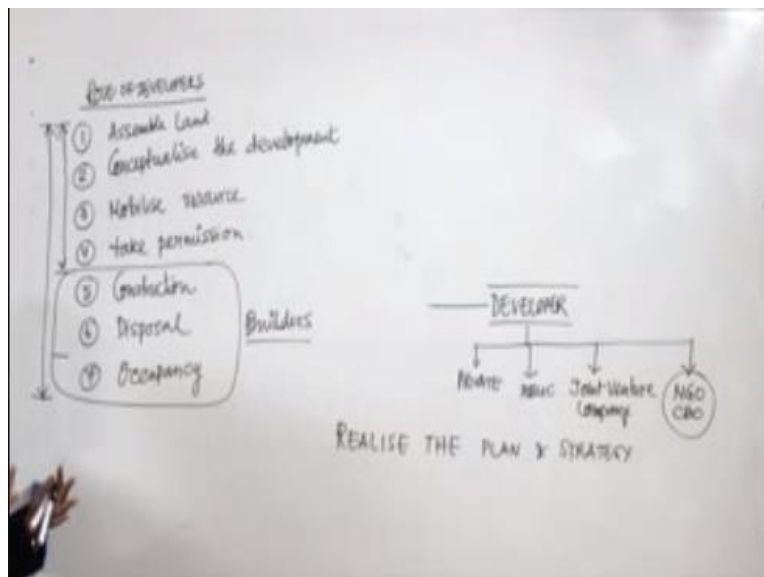 ROLE OF DEVELOPERS
① Assemble Land
② Conceptualise the development
③ Mobilise resource
④ take permission
⑤ Construction
⑥ Disposal
⑦ Occupancy
Builders
DEVELOPER
PRIVATE
PUBLIC
Joint Venture
Company
NGO
CBO
REALISE THE PLAN & STRATEGY